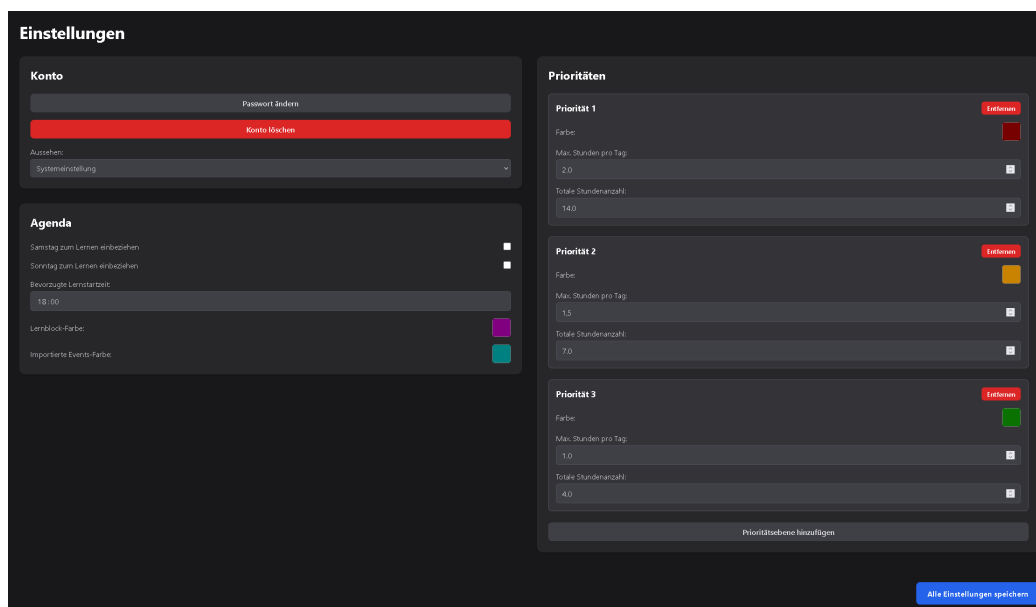 Einstellungen
Konto
Passwort ändern
Konto löschen
Aussehen:
Systemeinstellung
Agenda
Samstag zum Lernen einbeziehen
Sonntag zum Lernen einbeziehen
Bevorzugte Lernstartzeit:
18:00
Lernblock-Farbe:
Importierte Events-Farbe:
Prioritäten
Priorität 1
Entfernen
Farbe:
Max. Stunden pro Tag:
2.0
Totale Stundenanzahl:
14.0
Priorität 2
Entfernen
Farbe:
Max. Stunden pro Tag:
1.5
Totale Stundenanzahl:
7.0
Priorität 3
Entfernen
Farbe:
Max. Stunden pro Tag:
1.0
Totale Stundenanzahl:
4.0
Prioritätsebene hinzufügen
Alle Einstellungen speichern